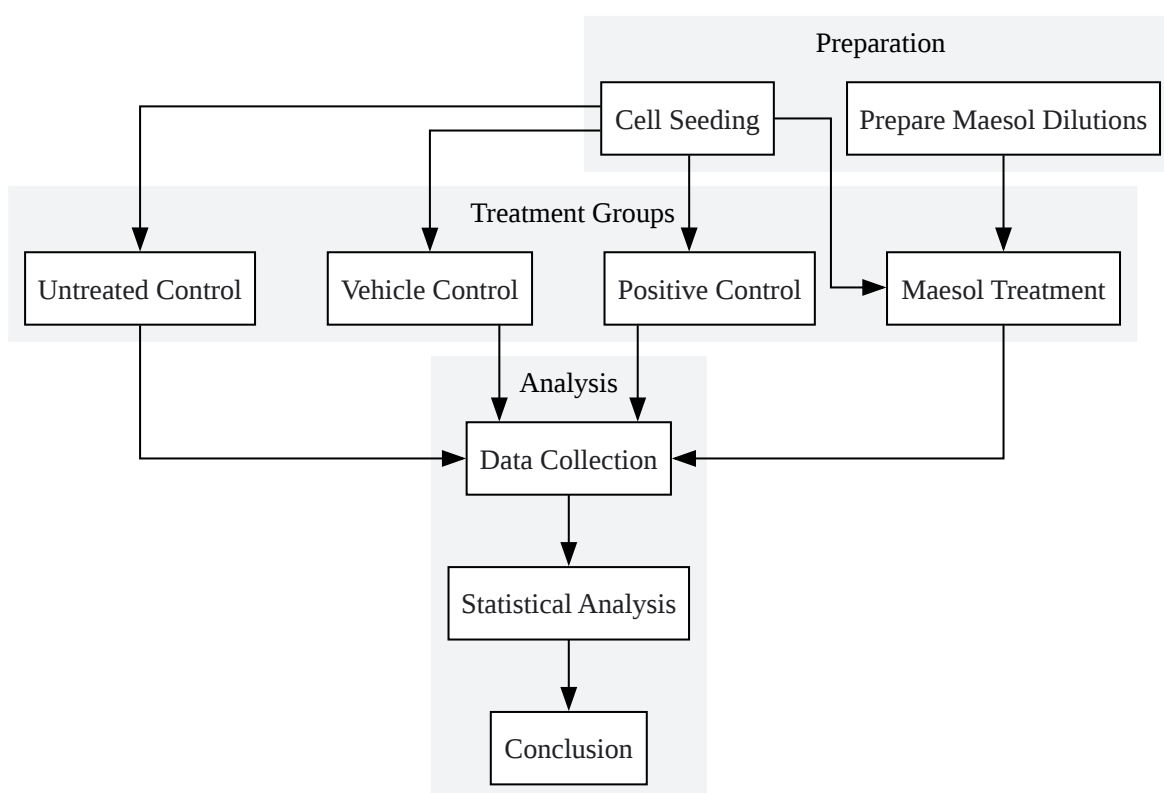 Preparation
Cell Seeding
Prepare Maesol Dilutions
Treatment Groups
Untreated Control
Vehicle Control
Positive Control
Maesol Treatment
Analysis
Data Collection
Statistical Analysis
Conclusion